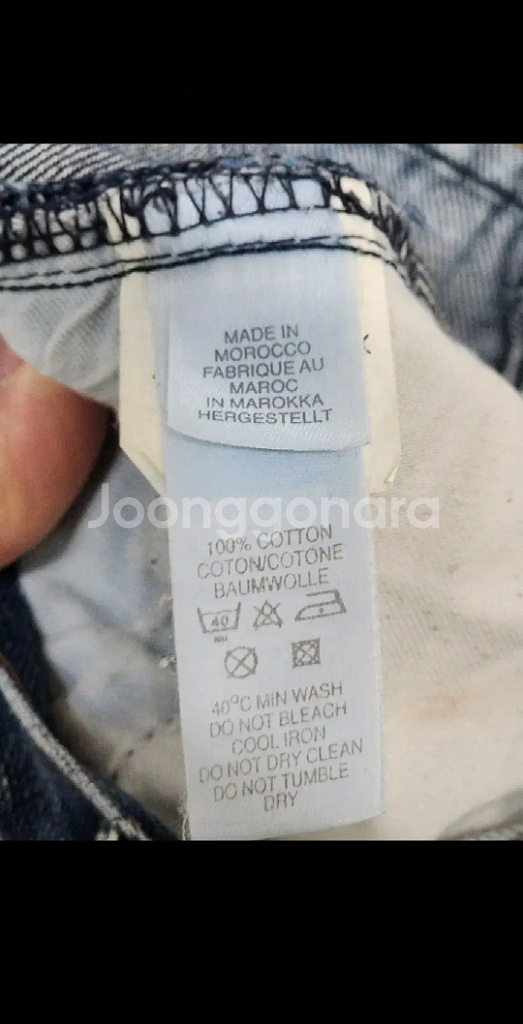 MADE IN
MOROCCO
FABRIQUE AU
MAROC
IN MAROKKA
HERGESTELLT
Joonggonara
100% COTTON
COTON/COTONE
BAUMWOLLE
40
40°C MIN WASH
DO NOT BLEACH
COOL IRON
DO NOT DRY CLEAN
DO NOT TUMBLE
DRY